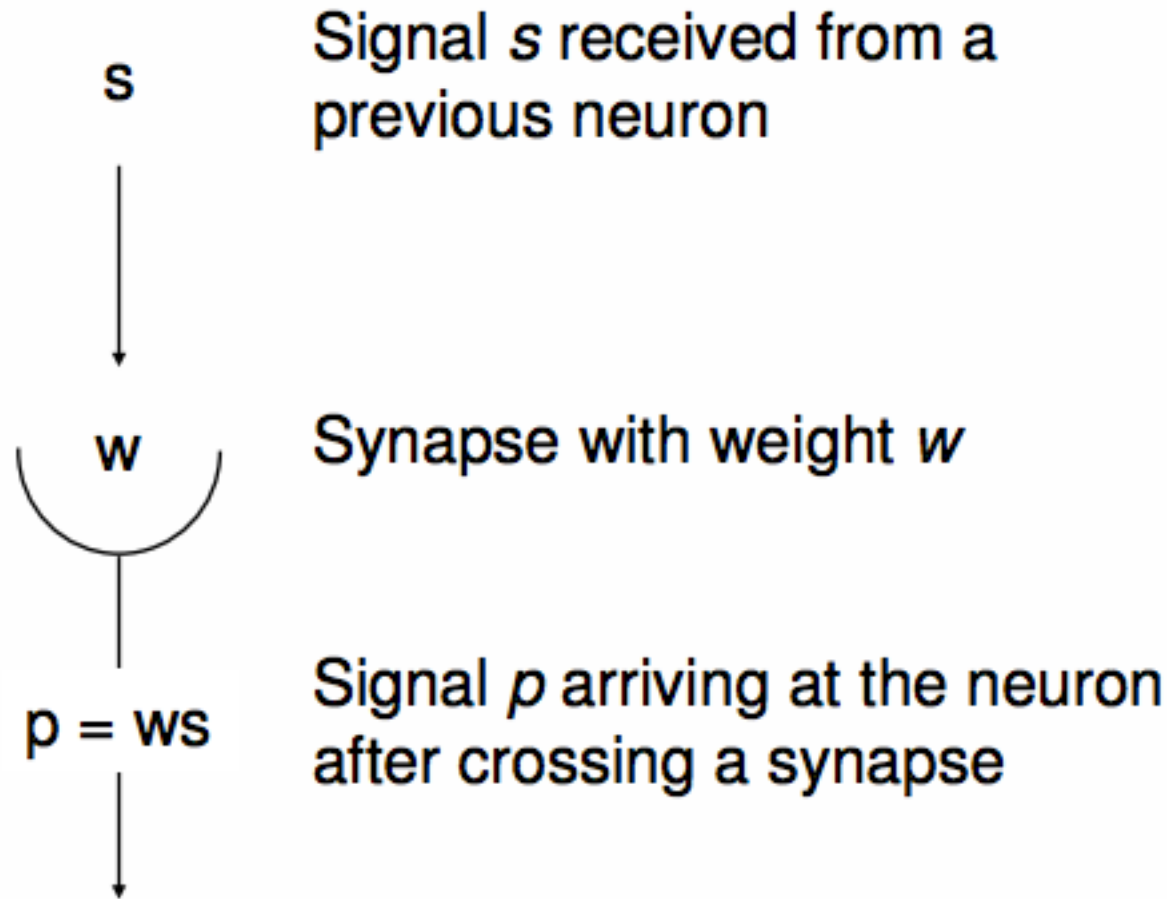 s
Signal s received from a
previous neuron
w
Synapse with weight w
p = ws
Signal p arriving at the neuron
after crossing a synapse